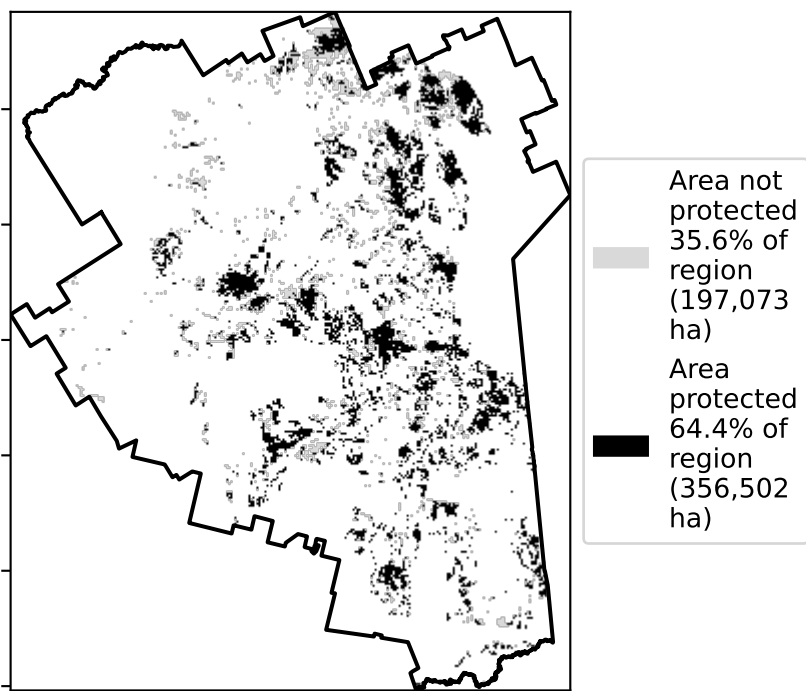 Area not
protected
35.6% of
region
(197,073
ha)
Area
protected
64.4% of
region
(356,502
ha)